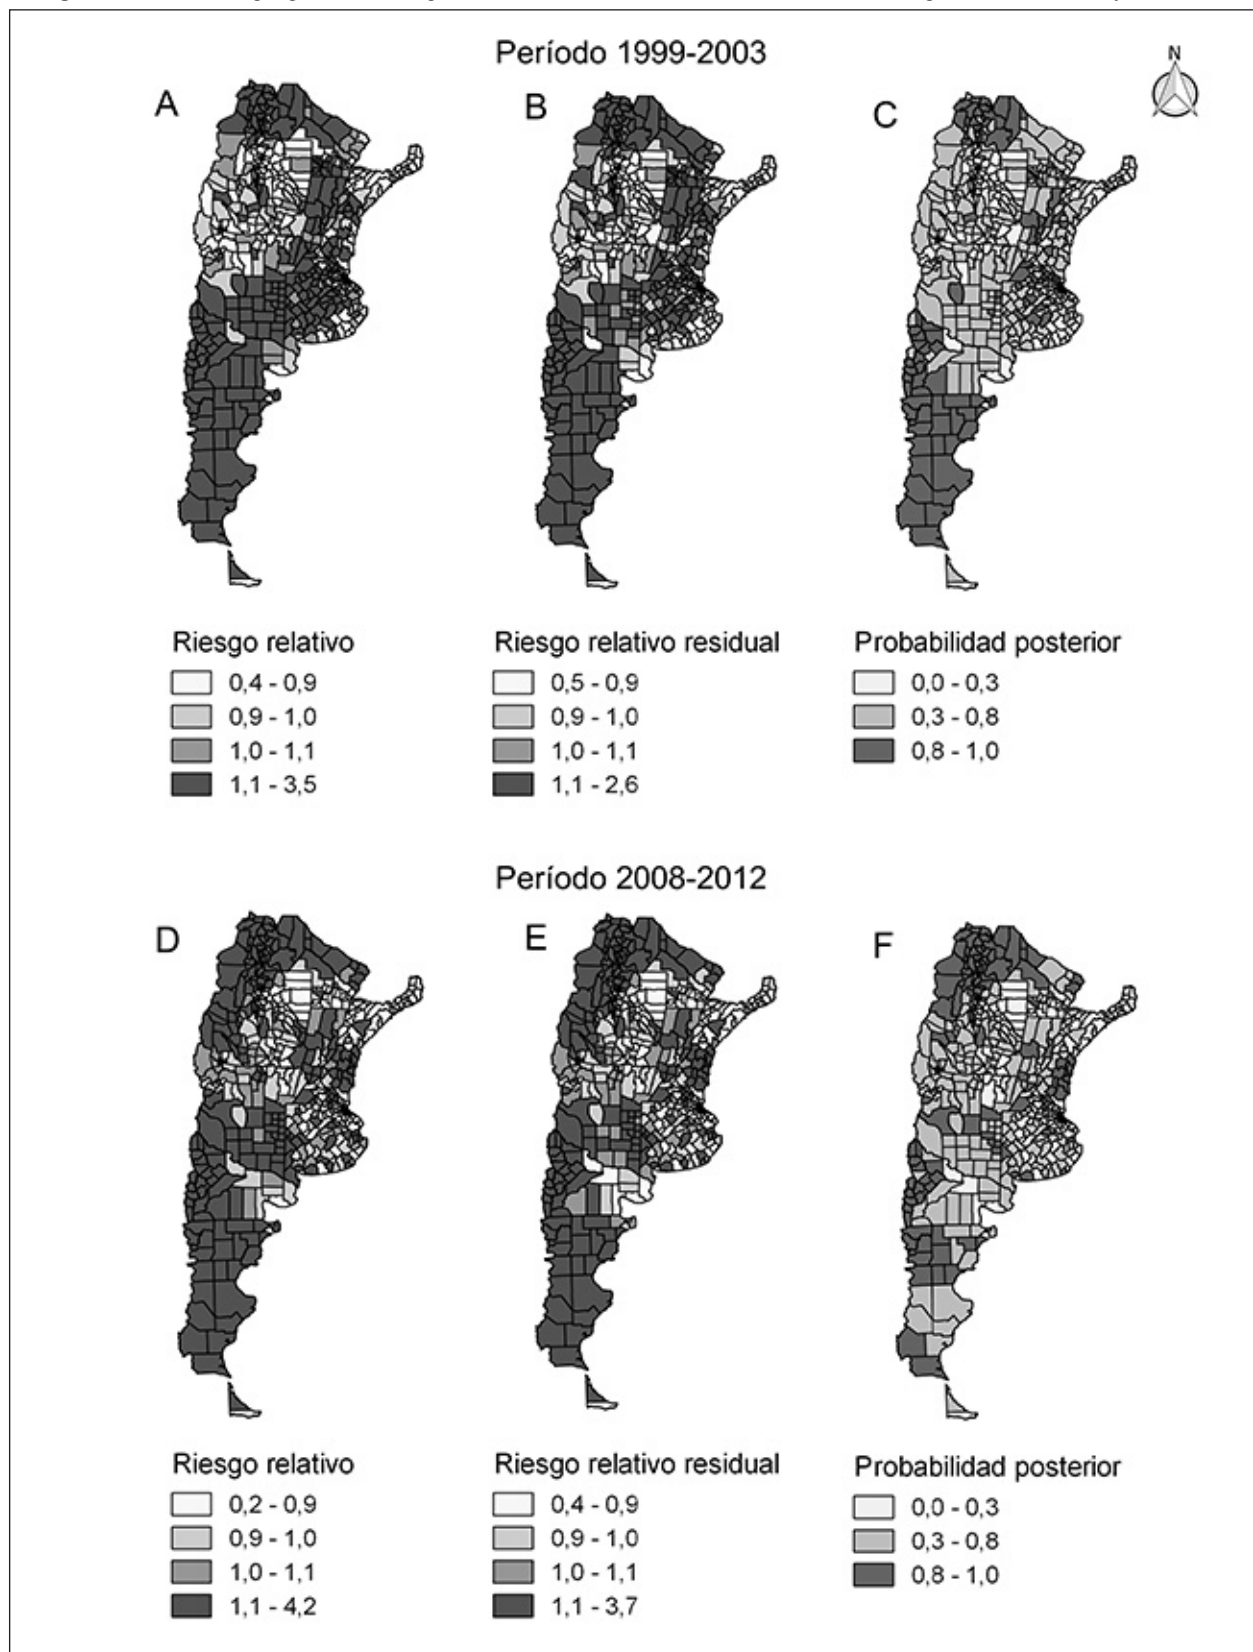 Período 1999-2003
N
A
B
C
Riesgo relativo
0,4 - 0,9
0,9 - 1,0
1,0 - 1,1
1,1 - 3,5
Riesgo relativo residual
0,5 - 0,9
0,9 - 1,0
1,0 - 1,1
1,1 - 2,6
Probabilidad posterior
0,0 - 0,3
0,3 - 0,8
0,8 - 1,0
Período 2008-2012
D
E
F
Riesgo relativo
0,2 - 0,9
0,9 - 1,0
1,0 - 1,1
1,1 - 4,2
Riesgo relativo residual
0,4 - 0,9
0,9 - 1,0
1,0 - 1,1
1,1 - 3,7
Probabilidad posterior
0,0 - 0,3
0,3 - 0,8
0,8 - 1,0